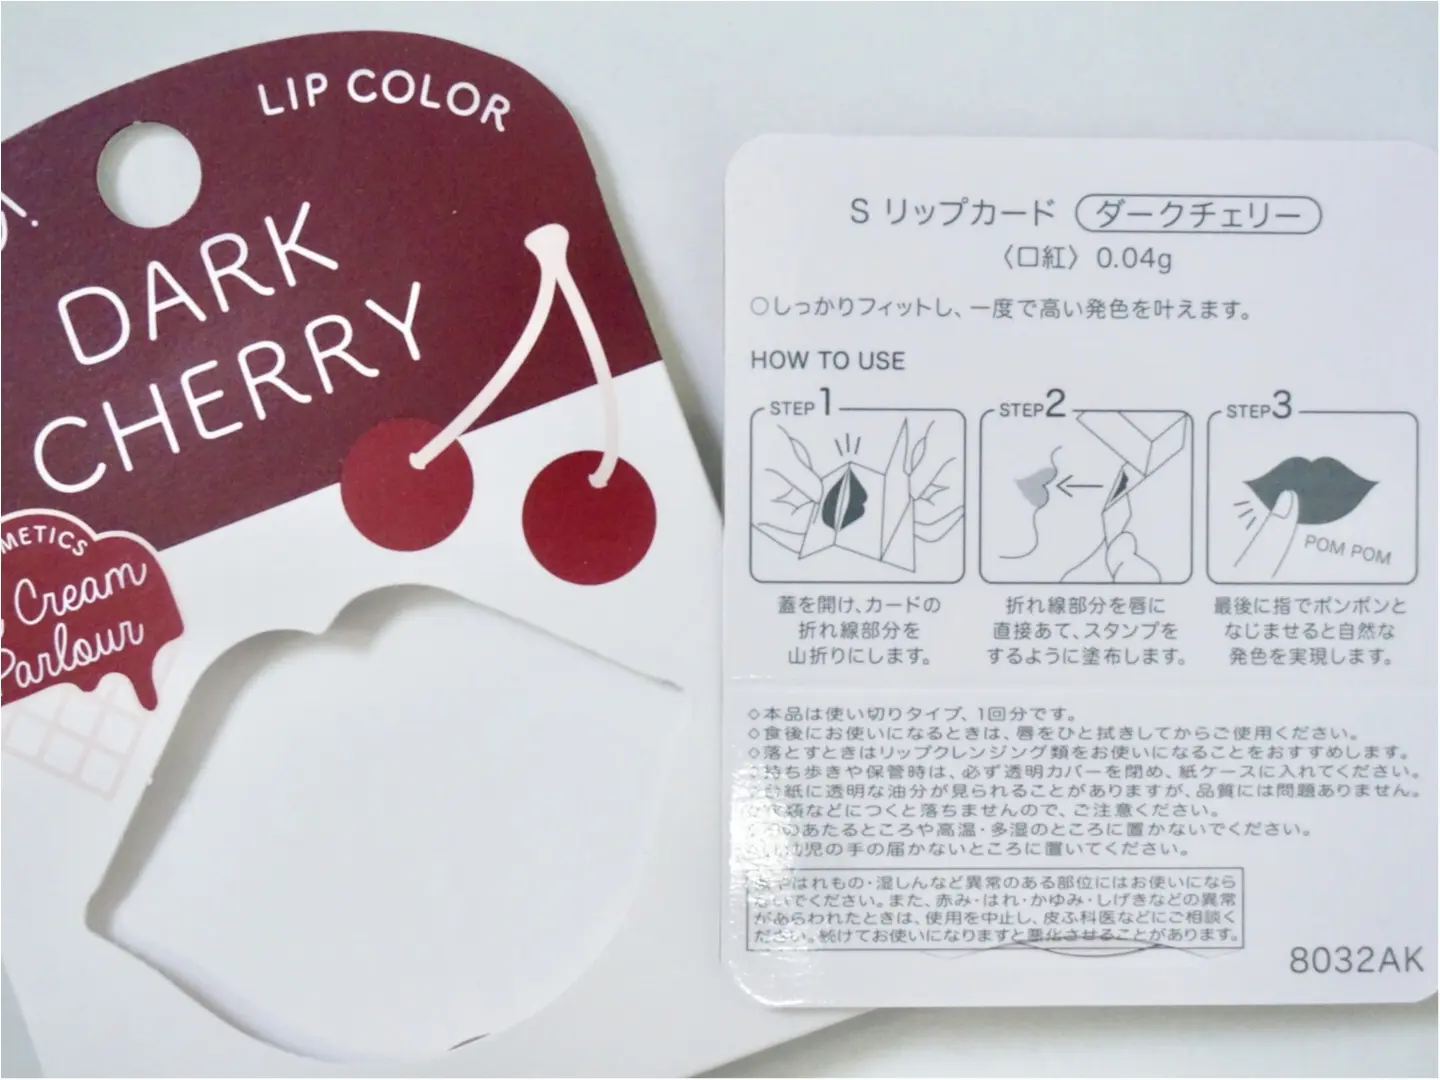 LIP COLOR
DARK
CHERRY
Cream
Parlour
S リップカード ダークチェリー
〈口紅〉 0.04g
○しっかりフィットし、一度で高い発色を叶えます。
HOW TO USE
STEP1
STEP2
STEP3
POM POM
蓋を開け、カードの
折れ線部分を
山折りにします。
折れ線部分を唇に
直接あて、スタンプを
するように塗布します。
最後に指でポンポンと
なじませると自然な
発色を実現します。
◇本品は使い切りタイプ、1回分です。
◇食後にお使いになるときは、唇をひと拭きしてからご使用ください。
◇落とすときはリップクレンジング類をお使いになることをおすすめします。
◇持ち歩きや保管時は、必ず透明カバーを閉め、紙ケースに入れてください。
台紙に透明な油分が見られることがありますが、品質には問題ありません。
衣類などにつくと落ちませんので、ご注意ください。
のあたるところや高温・多湿のところに置かないでください。
幼児の手の届かないところに置いてください。
はれもの・湿しんなど異常のある部位にはお使いになら
ないでください。また、赤み・はれ・かゆみ・しげきなどの異常
があらわれたときは、使用を中止し、皮ふ科医などにご相談く
ださい。続けてお使いになりますと悪化させることがあります。
8032AK